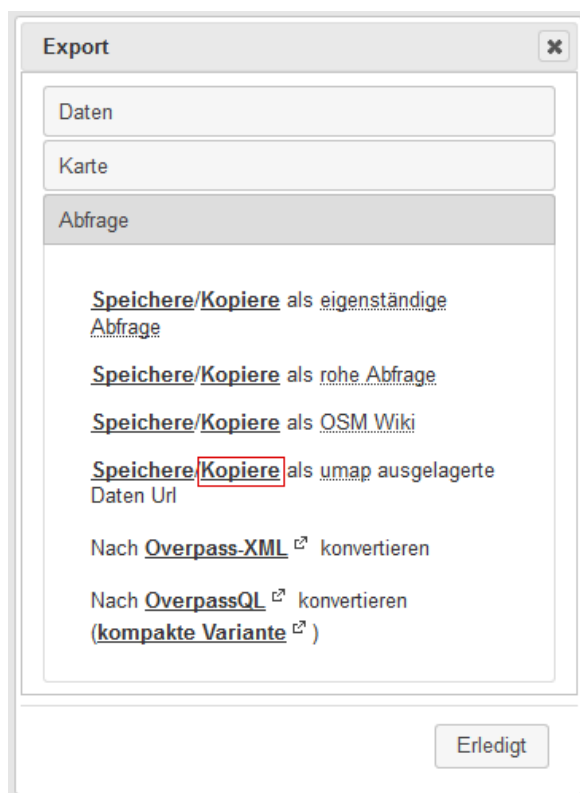 Export
Daten
Karte
Abfrage
Speichere/Kopiere als eigenständige
Abfrage
Speichere/Kopiere als rohe Abfrage
Speichere/Kopiere als OSM Wiki
Speichere/Kopiere als umap ausgelagerte
Daten Url
Nach Overpass-XML konvertieren
Nach OverpassQL konvertieren
(kompakte Variante )
Erledigt